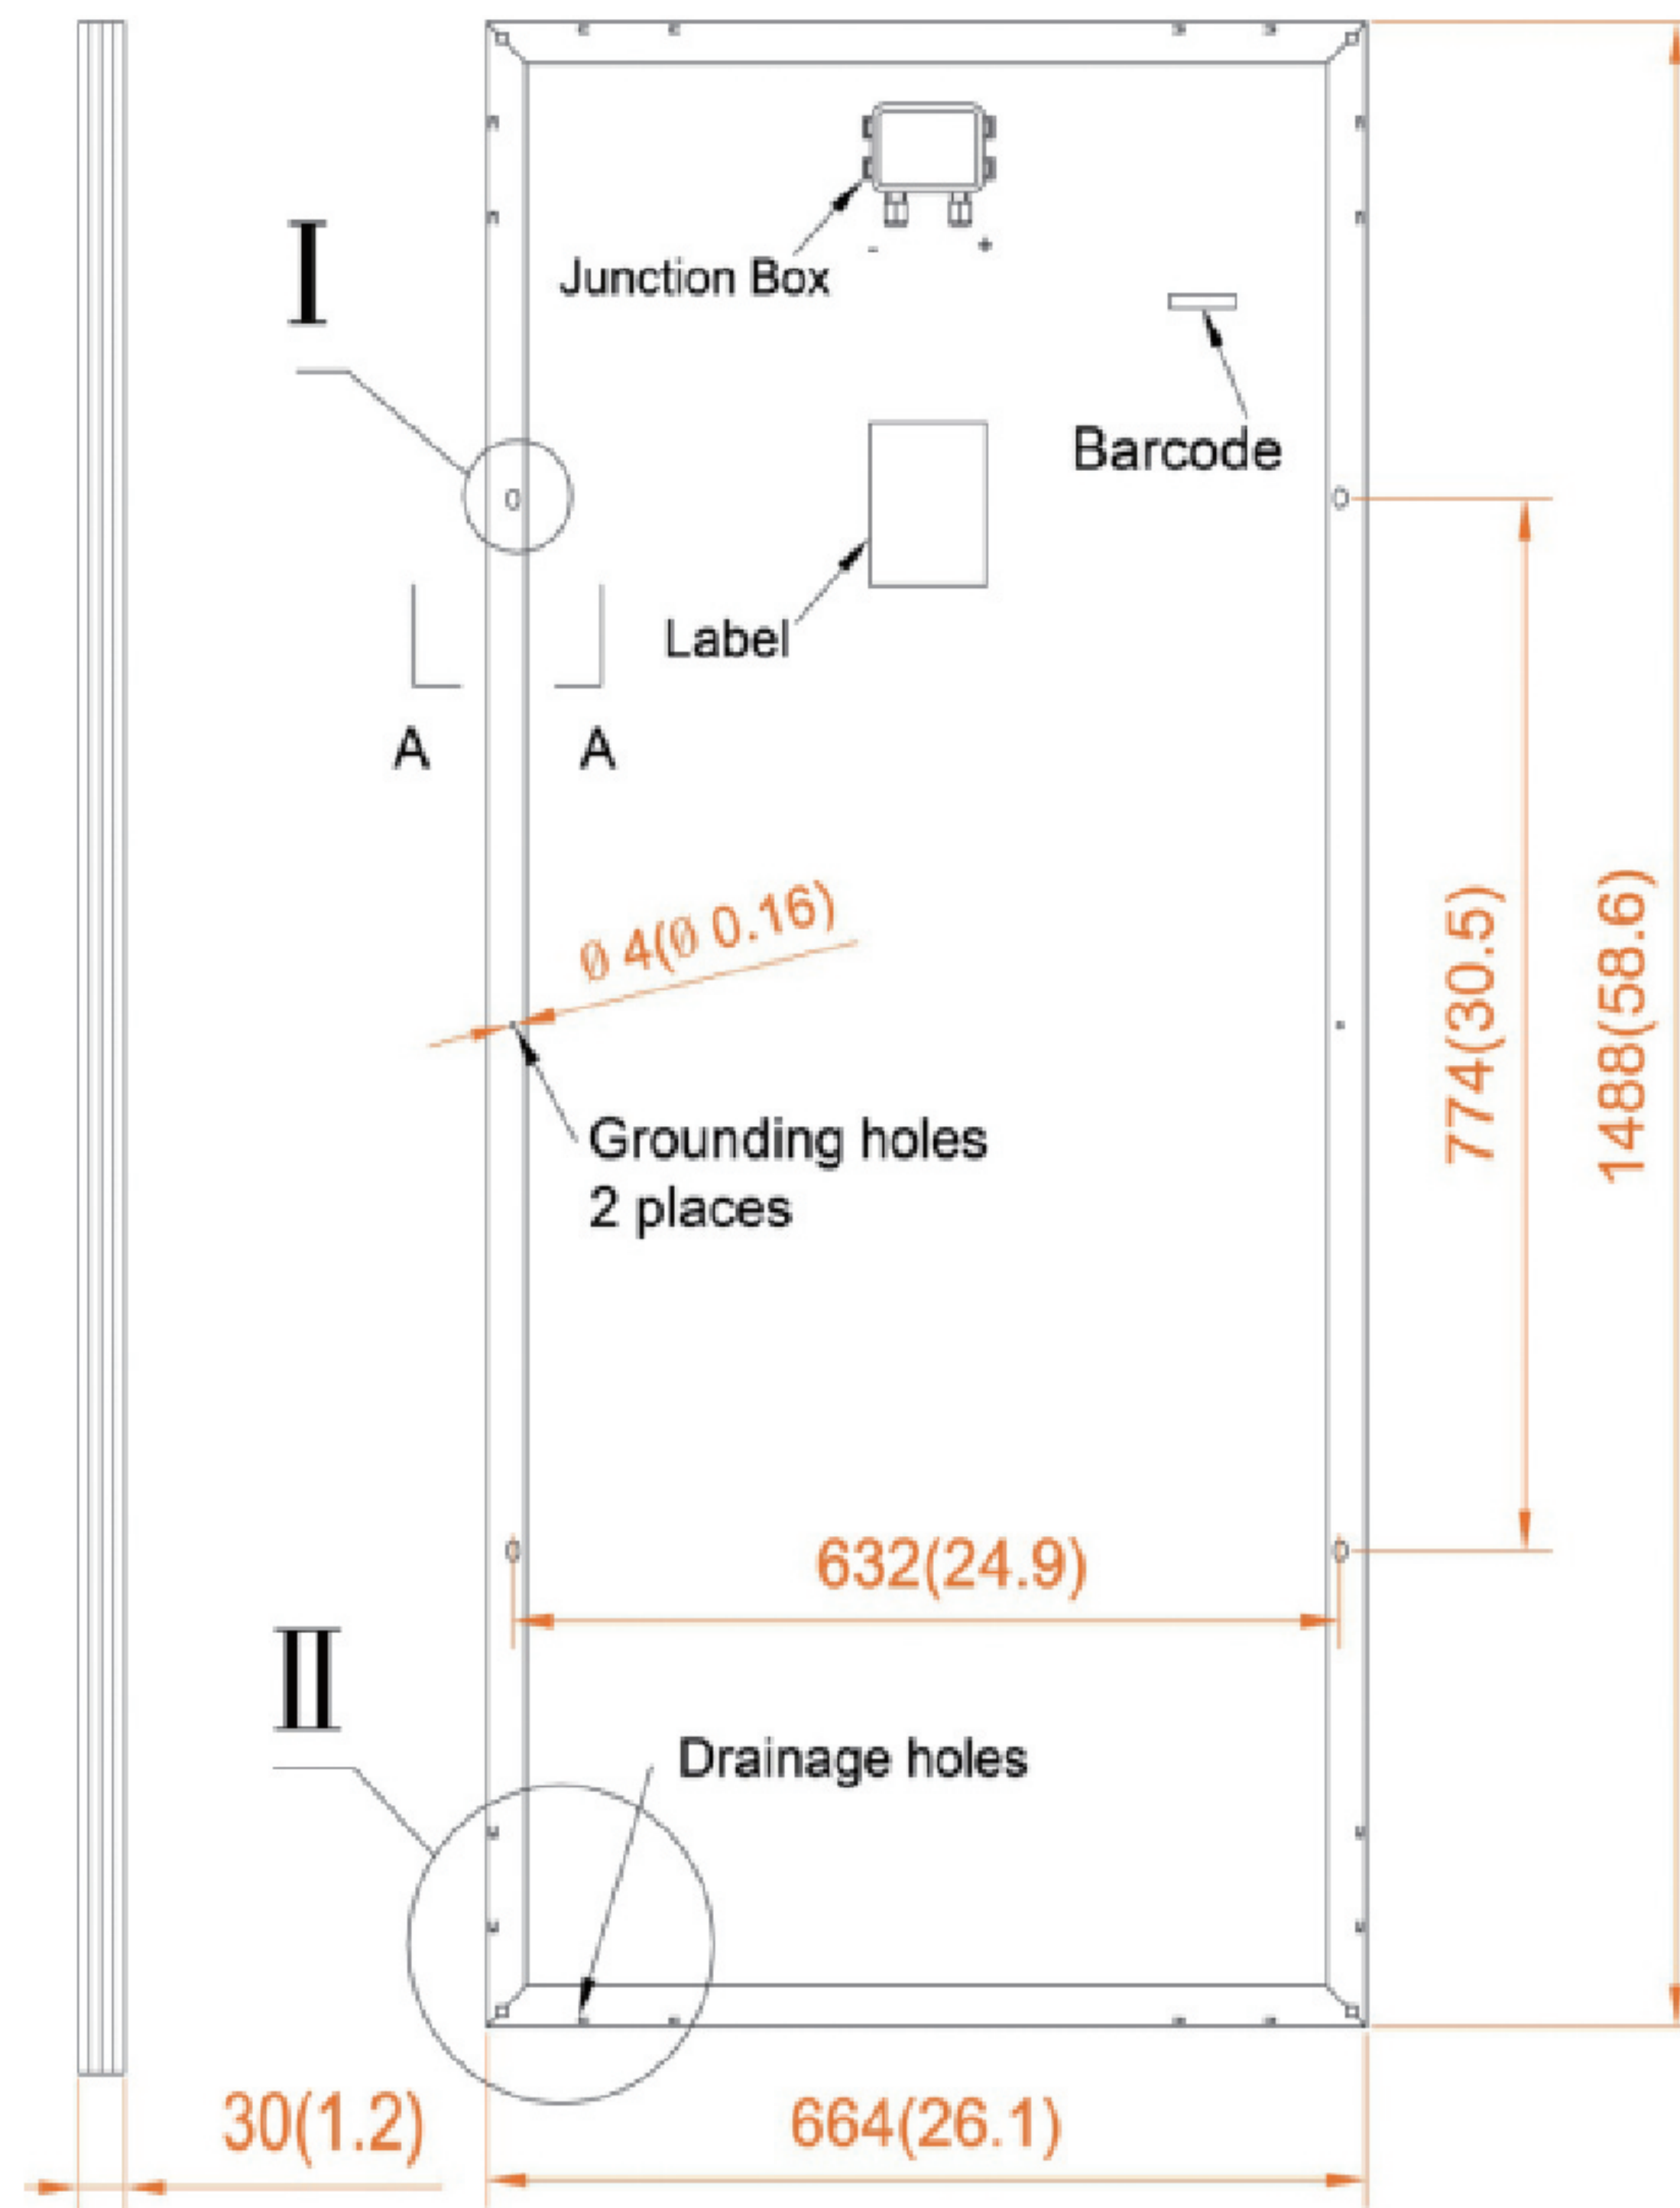 I
Junction Box
-
+
Barcode
Label
A
A
Ø 4(Ø 0.16)
774(30.5)
1488(58.6)
Grounding holes
2 places
632(24.9)
II
Drainage holes
30(1.2)
664(26.1)